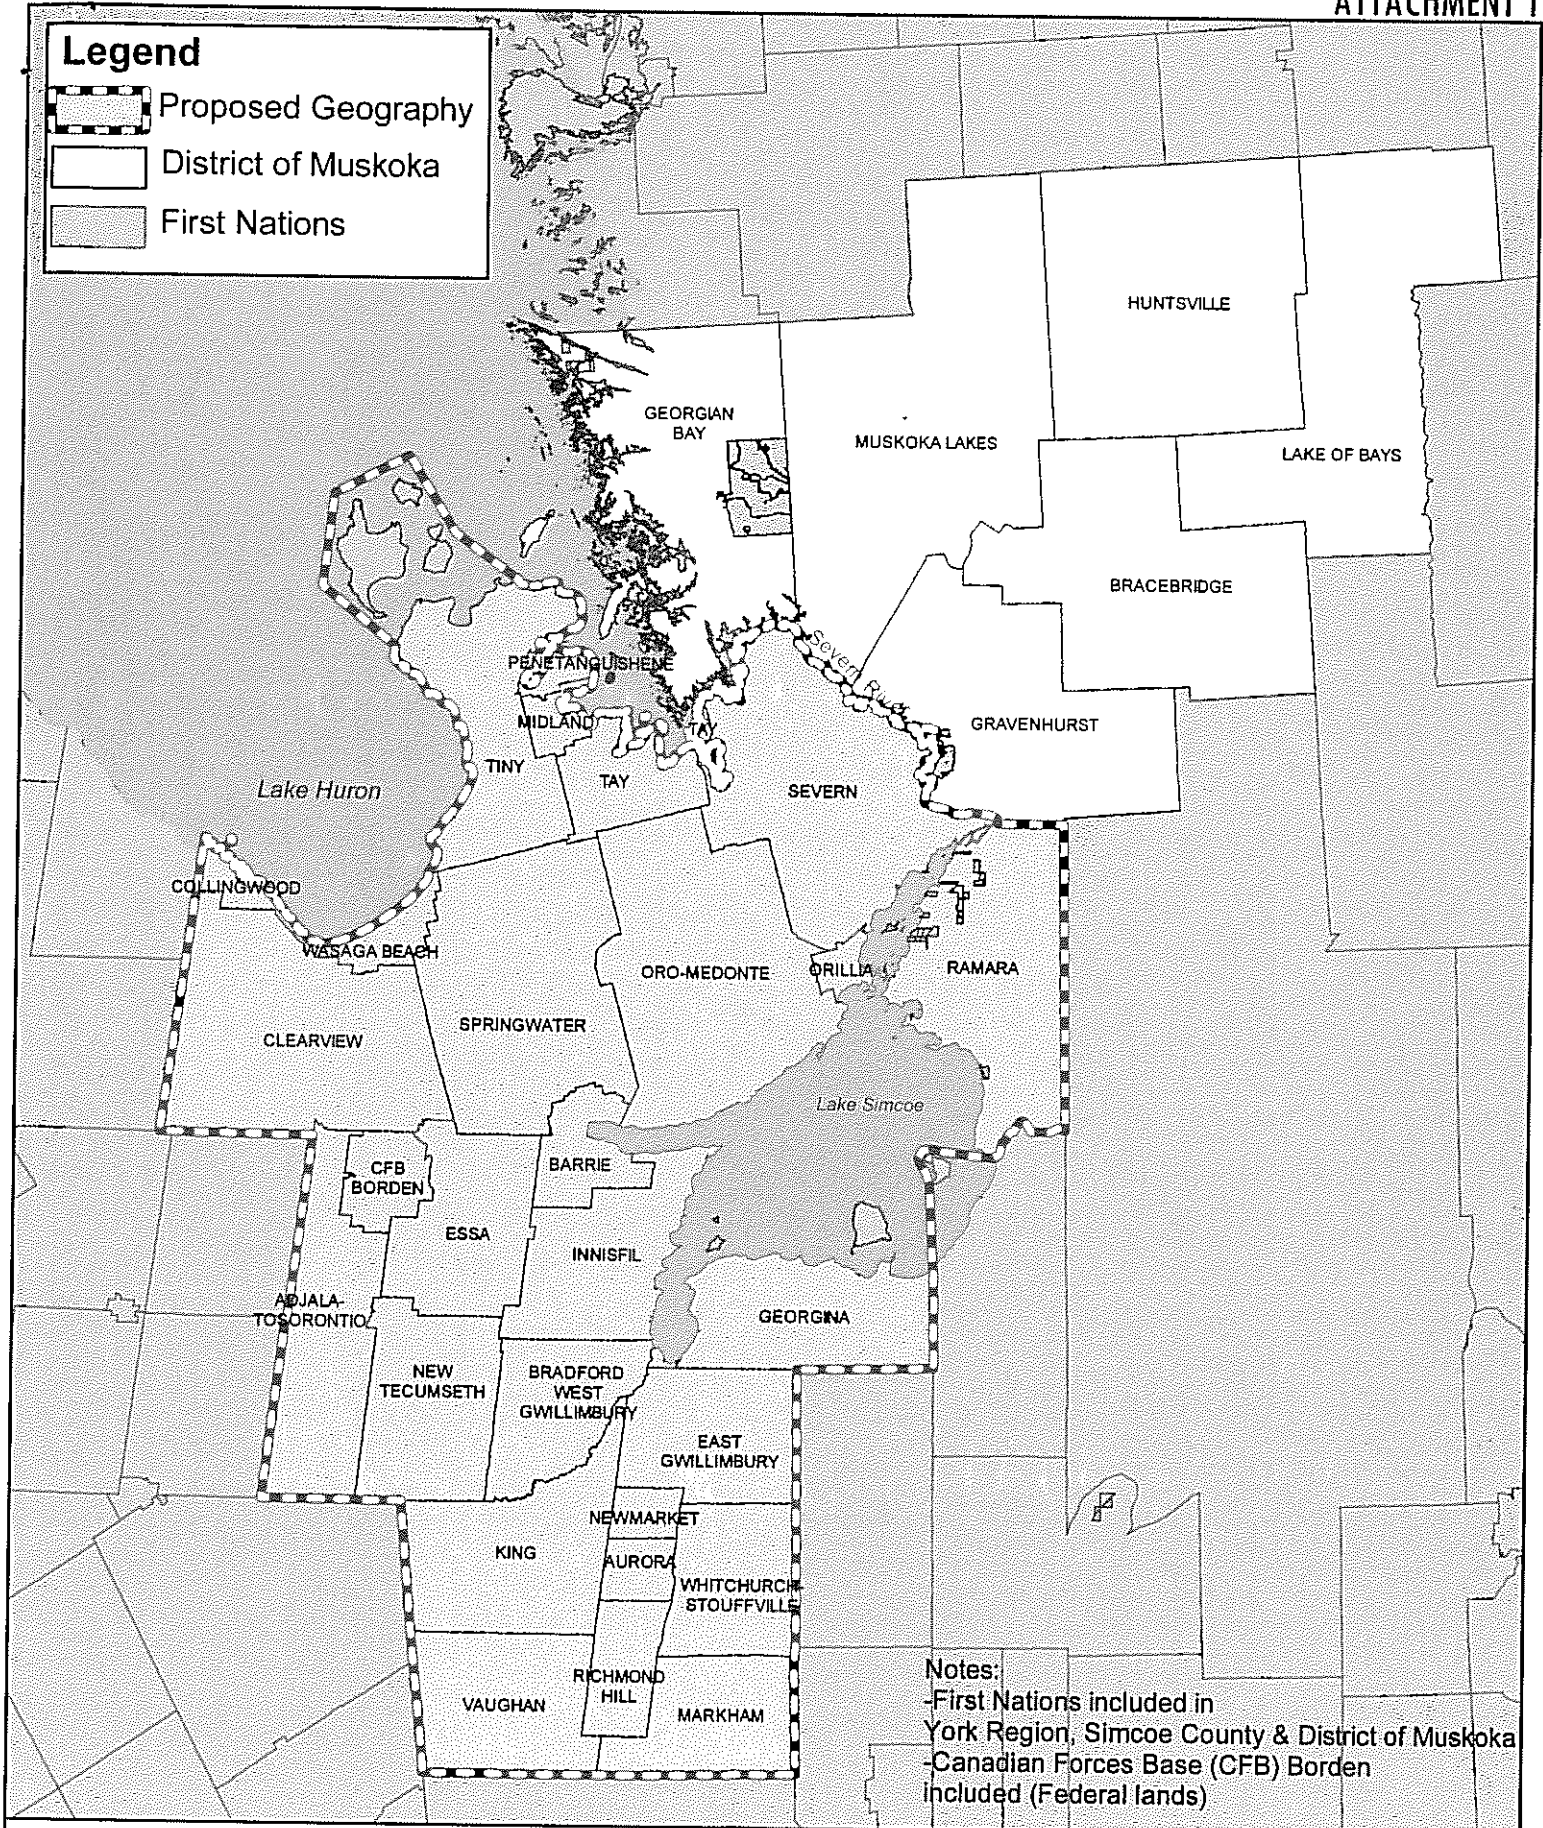 ATTACHMENT 1
Legend
Proposed Geography
District of Muskoka
First Nations
HUNTSVILLE
GEORGIAN
BAY
MUSKOKA LAKES
LAKE OF BAYS
BRACEBRIDGE
Severn River
PENETANGUISHENE
MIDLAND
TAY
GRAVENHURST
TINY
TAY
SEVERN
Lake Huron
COLLINGWOOD
WASAGA BEACH
ORO-MEDONTE
ORILLIA
RAMARA
SPRINGWATER
CLEARVIEW
Lake Simcoe
CFB
BORDEN
BARRIE
ESSA
INNISFIL
ADJALA-
TOSORONTIO
GEORGINA
NEW
TECUMSETH
BRADFORD
WEST
GWILLIMBURY
EAST
GWILLIMBURY
NEWMARKET
KING
AURORA
WHITCHURCH-
STOUFFVILLE
RICHMOND
HILL
VAUGHAN
MARKHAM
Notes:
-First Nations included in
York Region, Simcoe County & District of Muskoka
-Canadian Forces Base (CFB) Borden
included (Federal lands)